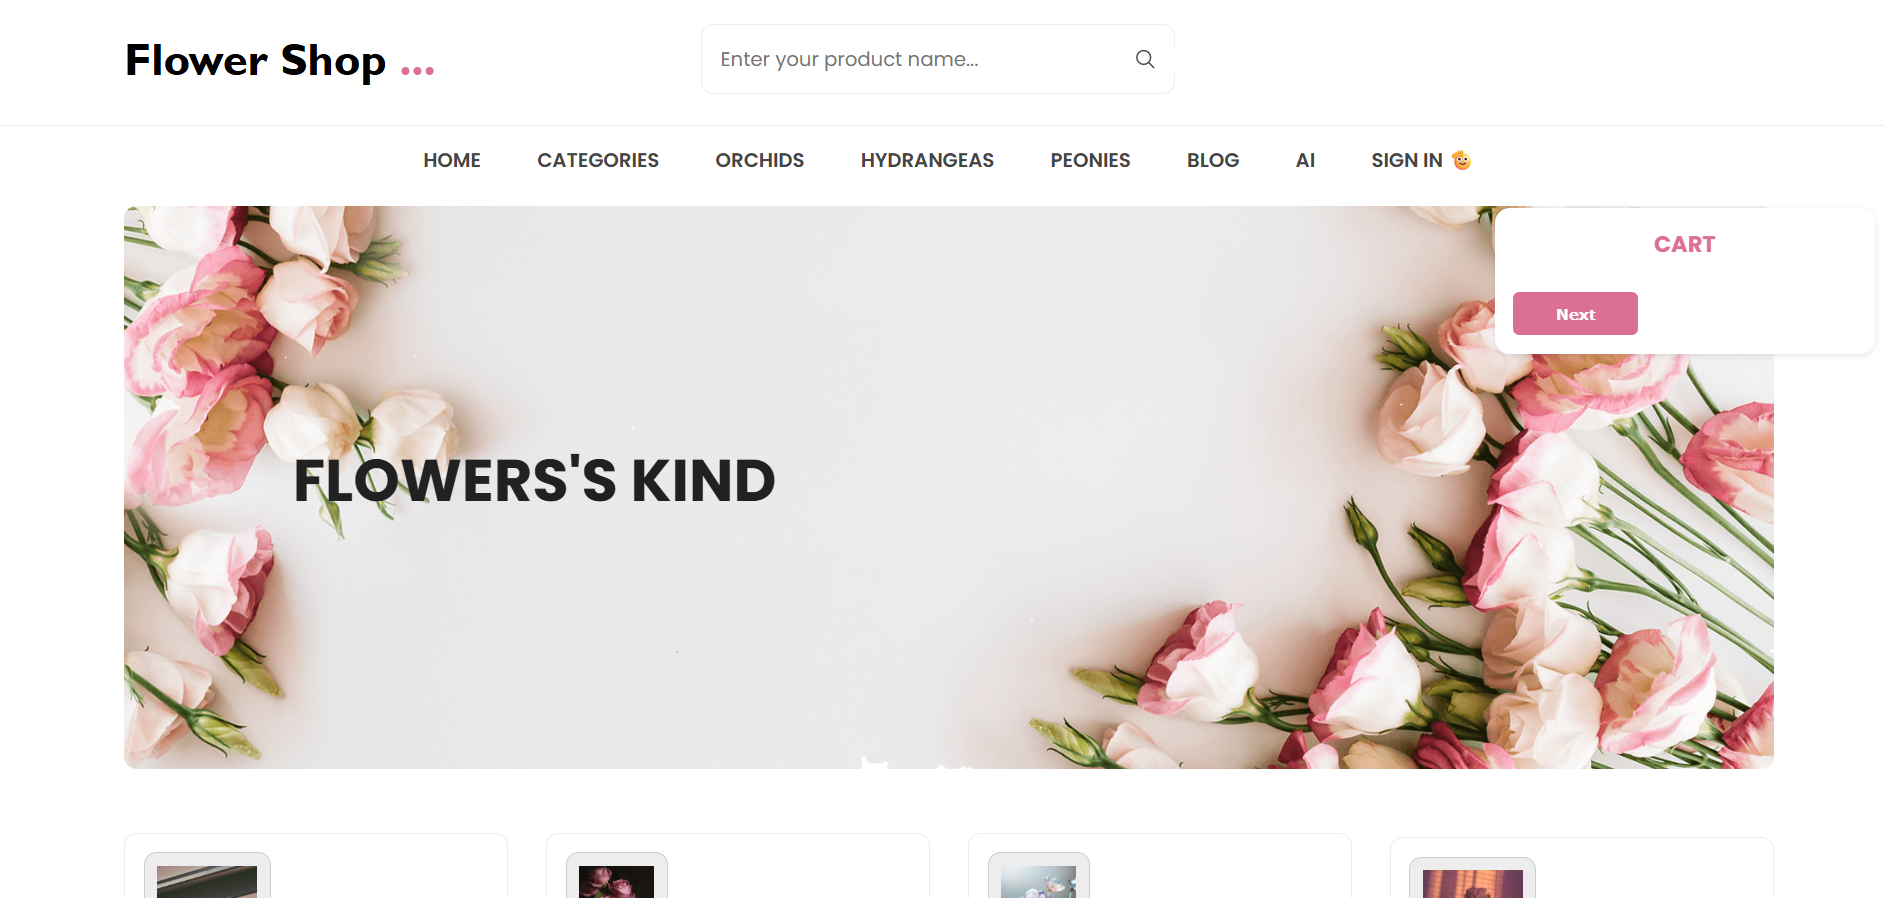 Flower Shop ...
Enter your product name...
HOME CATEGORIES ORCHIDS HYDRANGEAS PEONIES BLOG AI SIGN IN
CART
Next
FLOWERS'S KIND